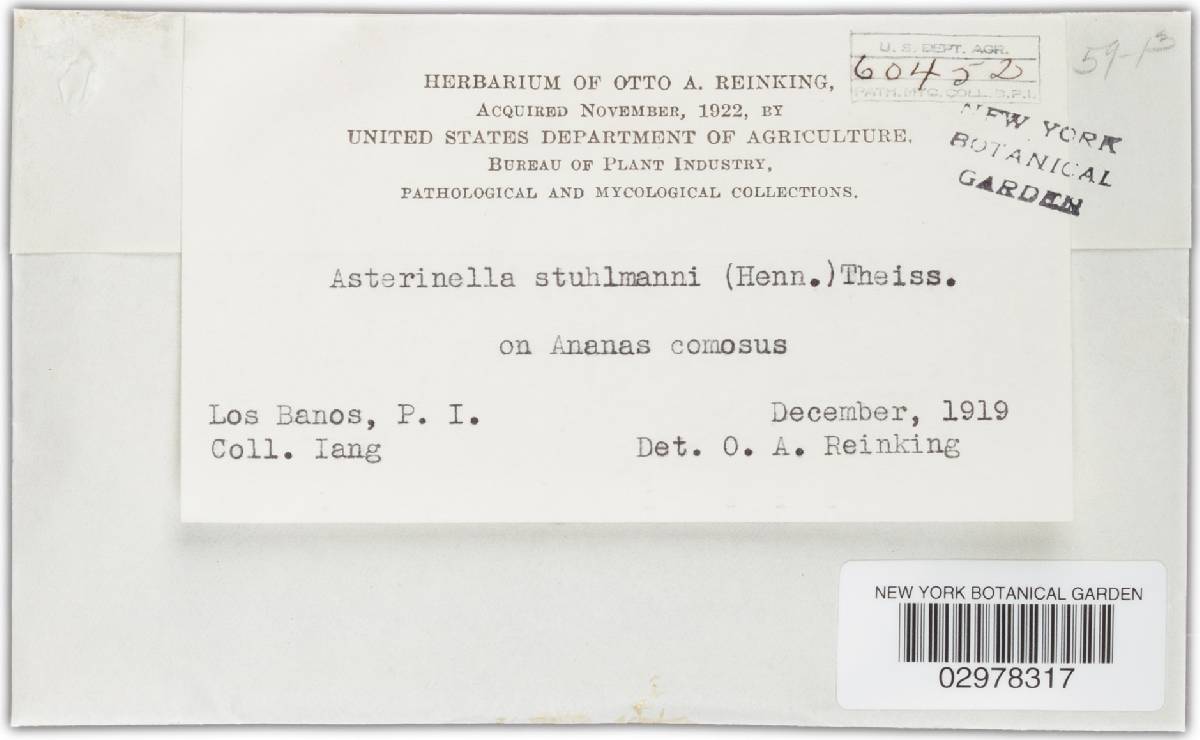 U. S. DEPT. AGR.
60452
PATH. MYC. COLL. B.P.I.
59-13
HERBARIUM OF OTTO A. REINKING,
ACQUIRED NOVEMBER, 1922, BY
UNITED STATES DEPARTMENT OF AGRICULTURE,
BUREAU OF PLANT INDUSTRY,
PATHOLOGICAL AND MYCOLOGICAL COLLECTIONS.
NEW YORK
BOTANICAL
GARDEN
Asterinella stuhlmanni (Henn.)Theiss.
on Ananas comosus
Los Banos, P. I.
December, 1919
Coll. Iang
Det. O. A. Reinking
NEW YORK BOTANICAL GARDEN
02978317